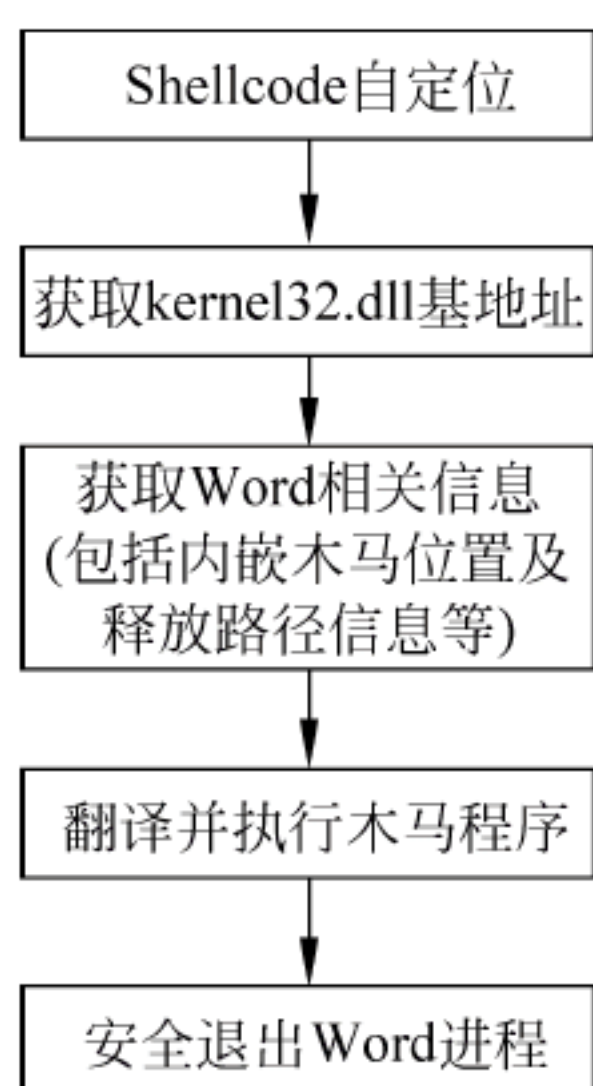 Shellcode自定位
获取kernel32.dll基地址
获取Word相关信息
(包括内嵌木马位置及
释放路径信息等)
翻译并执行木马程序
安全退出Word进程